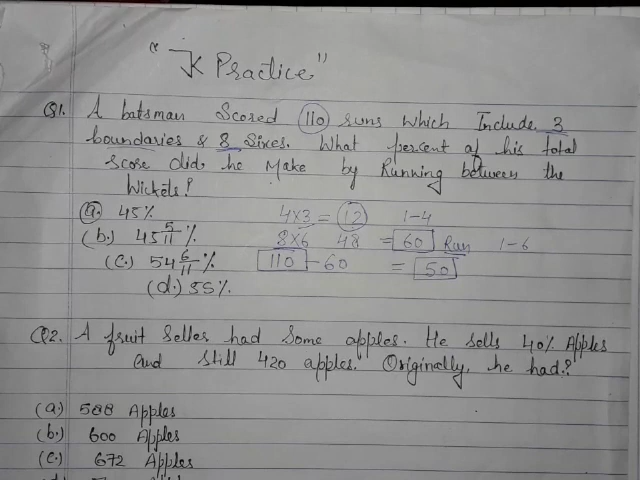 "JK Practice"
Q1. A batsman Scored 110 runs which Include 3
boundaries & 8 Sixes. What percent of his total
score did he Make by Running between the
Wickets?
(a.) 45%
4x3 = 12 1-4
(b.) 45 5/11 %
8x6 48 = 60 Run 1-6
(c.) 54 6/11 %
110 - 60 = 50
(d.) 55%
Q2. A fruit Seller had Some apples. He Sells 40% Apples
and Still 420 apples. Originally, he had?
(a.) 588 Apples
(b.) 600 Apples
(c.) 672 Apples